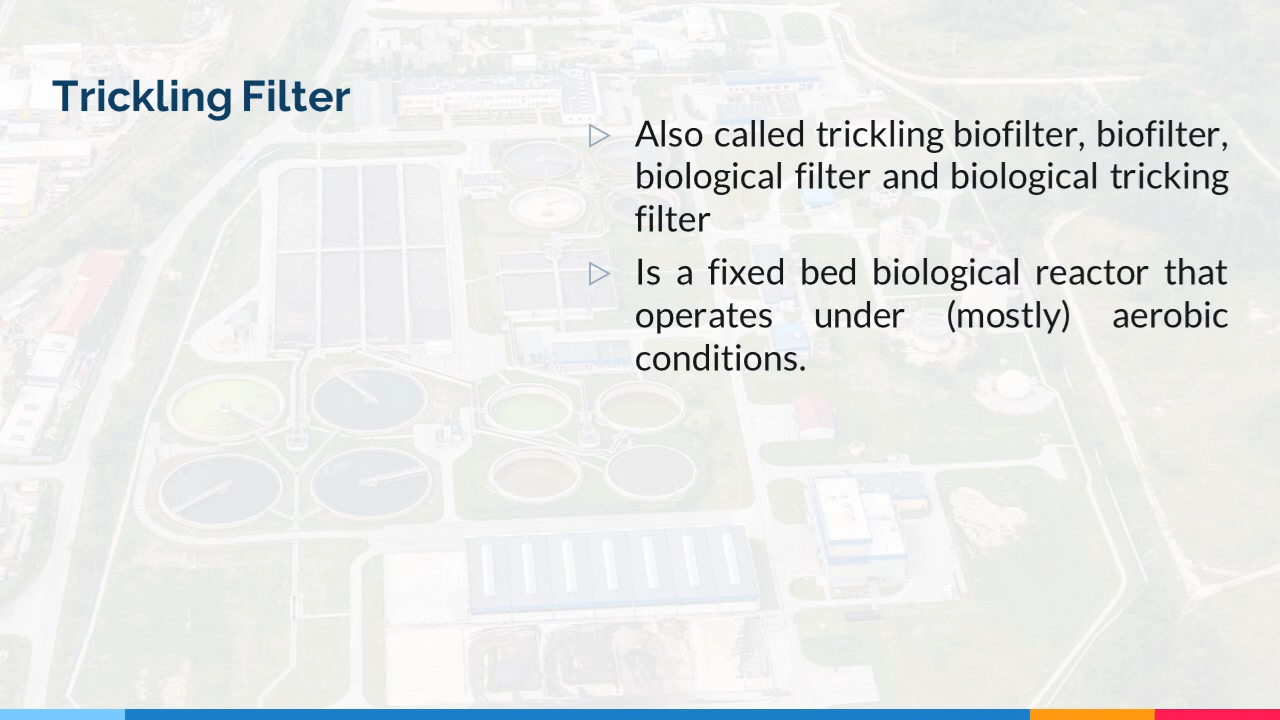 Trickling Filter
Also called trickling biofilter, biofilter,
biological filter and biological tricking
filter
Is a fixed bed biological reactor that
operates under (mostly) aerobic
conditions.